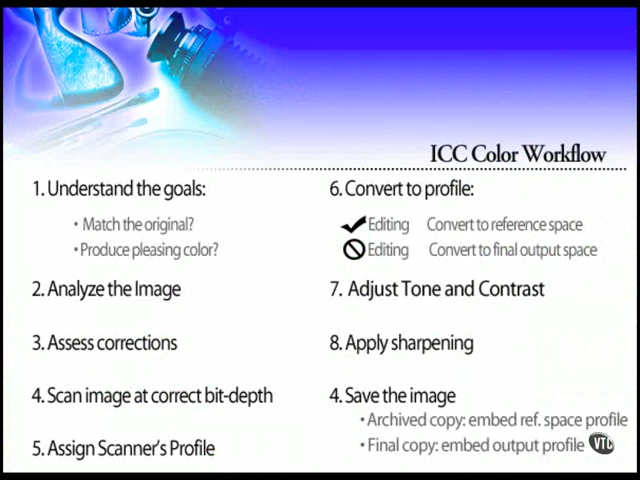 ICC Color Workflow
1. Understand the goals:
• Match the original?
• Produce pleasing color?
2. Analyze the Image
3. Assess corrections
4. Scan image at correct bit-depth
5. Assign Scanner's Profile
6. Convert to profile:
Editing Convert to reference space
Editing Convert to final output space
7. Adjust Tone and Contrast
8. Apply sharpening
4. Save the image
• Archived copy: embed ref. space profile
• Final copy: embed output profile
VTC